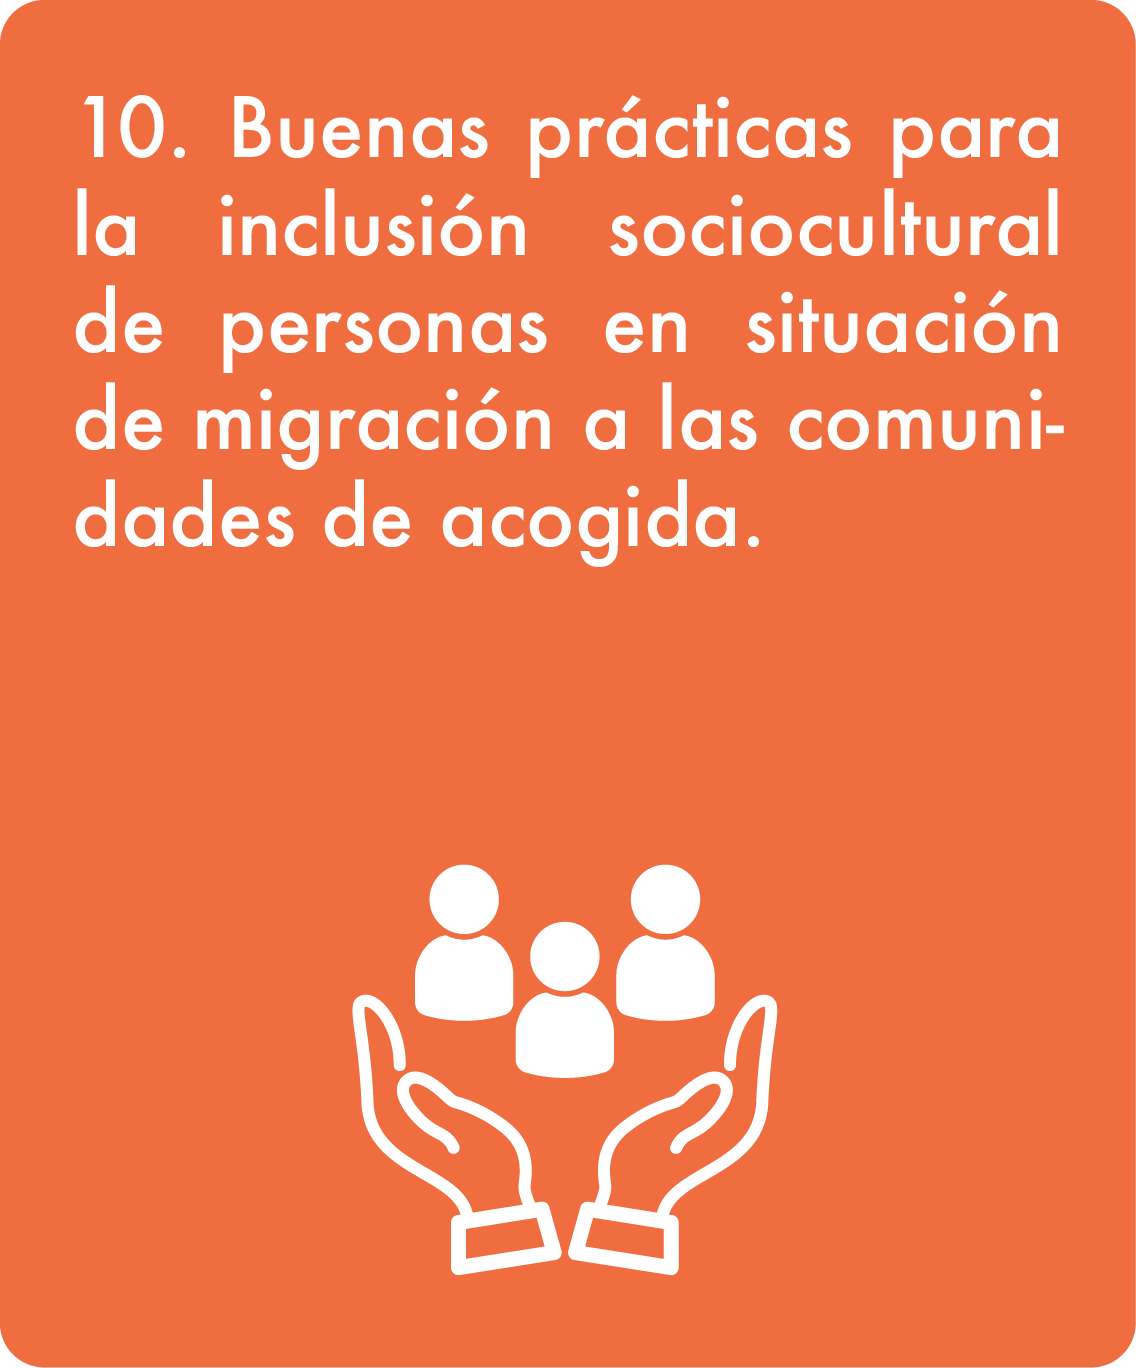 10. Buenas prácticas para
la inclusión sociocultural
de personas en situación
de migración a las comuni-
dades de acogida.